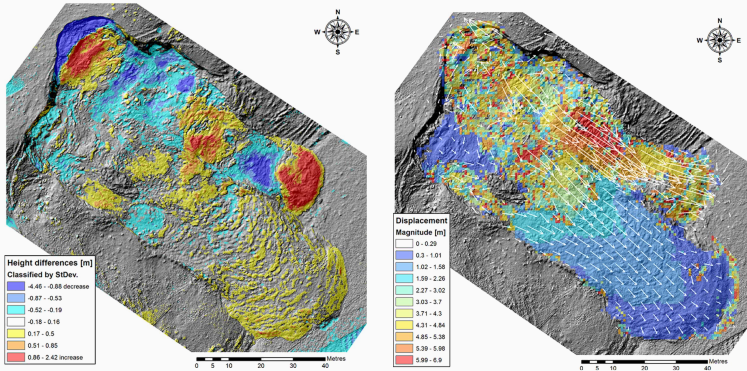 N
W E
S
Height differences [m]
Classified by StDev.
-4.46 - -0.88 decrease
-0.87 - -0.53
-0.52 - -0.19
-0.18 - 0.16
0.17 - 0.5
0.51 - 0.85
0.86 - 2.42 increase
Metres
0 10 20 30 40
N
W E
S
Displacement
Magnitude [m]
0 - 0.29
0.3 - 1.01
1.02 - 1.58
1.59 - 2.26
2.27 - 3.02
3.03 - 3.7
3.71 - 4.3
4.31 - 4.84
4.85 - 5.38
5.39 - 5.98
5.99 - 6.9
Metres
0 10 20 30 40